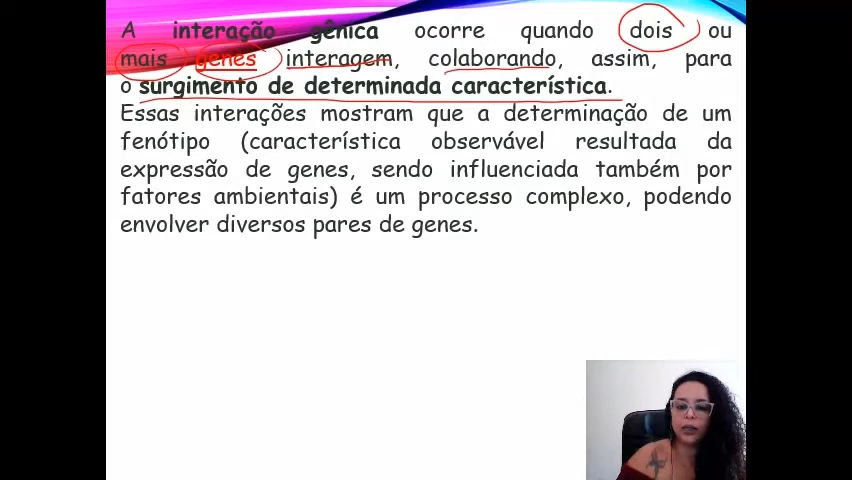 A interação gênica ocorre quando dois ou
mais genes interagem, colaborando, assim, para
o surgimento de determinada característica.
Essas interações mostram que a determinação de um
fenótipo (característica observável resultada da
expressão de genes, sendo influenciada também por
fatores ambientais) é um processo complexo, podendo
envolver diversos pares de genes.